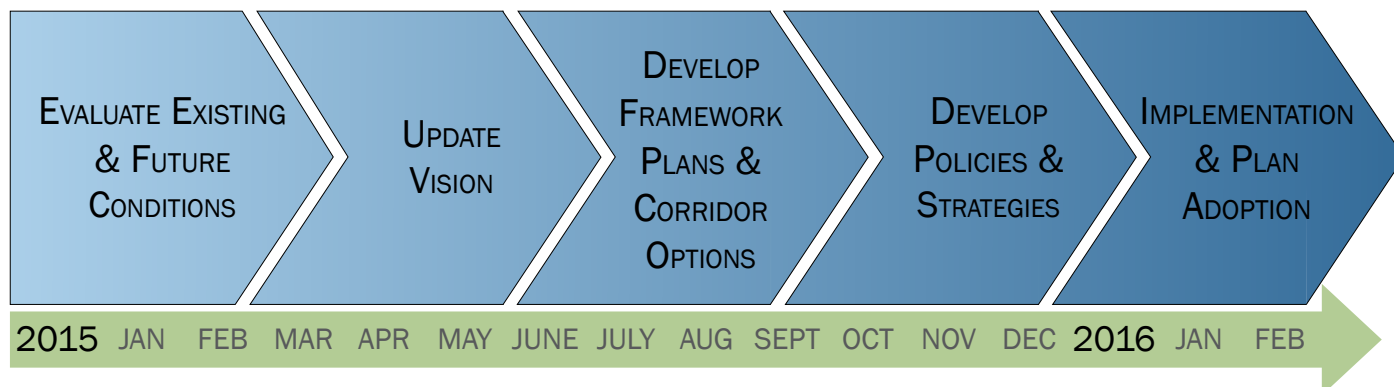 Evaluate Existing
& Future
Conditions
Update
Vision
Develop
Framework
Plans &
Corridor
Options
Develop
Policies &
Strategies
Implementation
& Plan
Adoption
2015 JAN FEB MAR APR MAY JUNE JULY AUG SEPT OCT NOV DEC 2016 JAN FEB